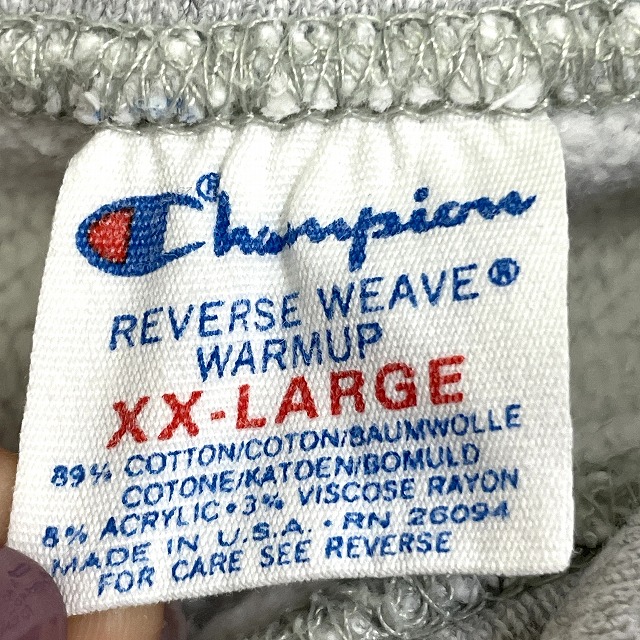 Champion®
REVERSE WEAVE®
WARMUP
XX-LARGE
89% COTTON/COTON/BAUMWOLLE
COTONE/KATOEN/BOMULD
8% ACRYLIC • 3% VISCOSE RAYON
MADE IN U.S.A. • RN 26094
FOR CARE SEE REVERSE